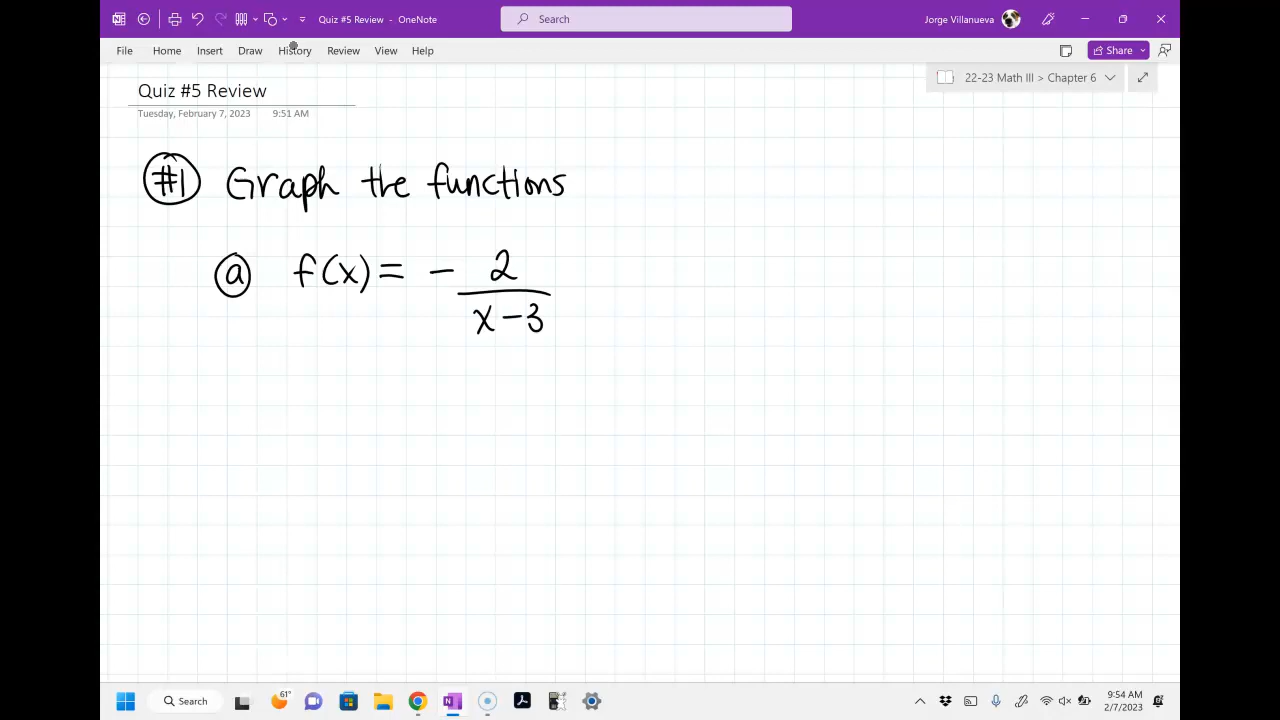 Quiz #5 Review - OneNote
Search
Jorge Villanueva
File Home Insert Draw History Review View Help
Share
22-23 Math III > Chapter 6
Quiz #5 Review
Tuesday, February 7, 2023 9:51 AM
#1 Graph the functions
a f(x) = - 2
x - 3
61°
Search
9:54 AM
2/7/2023